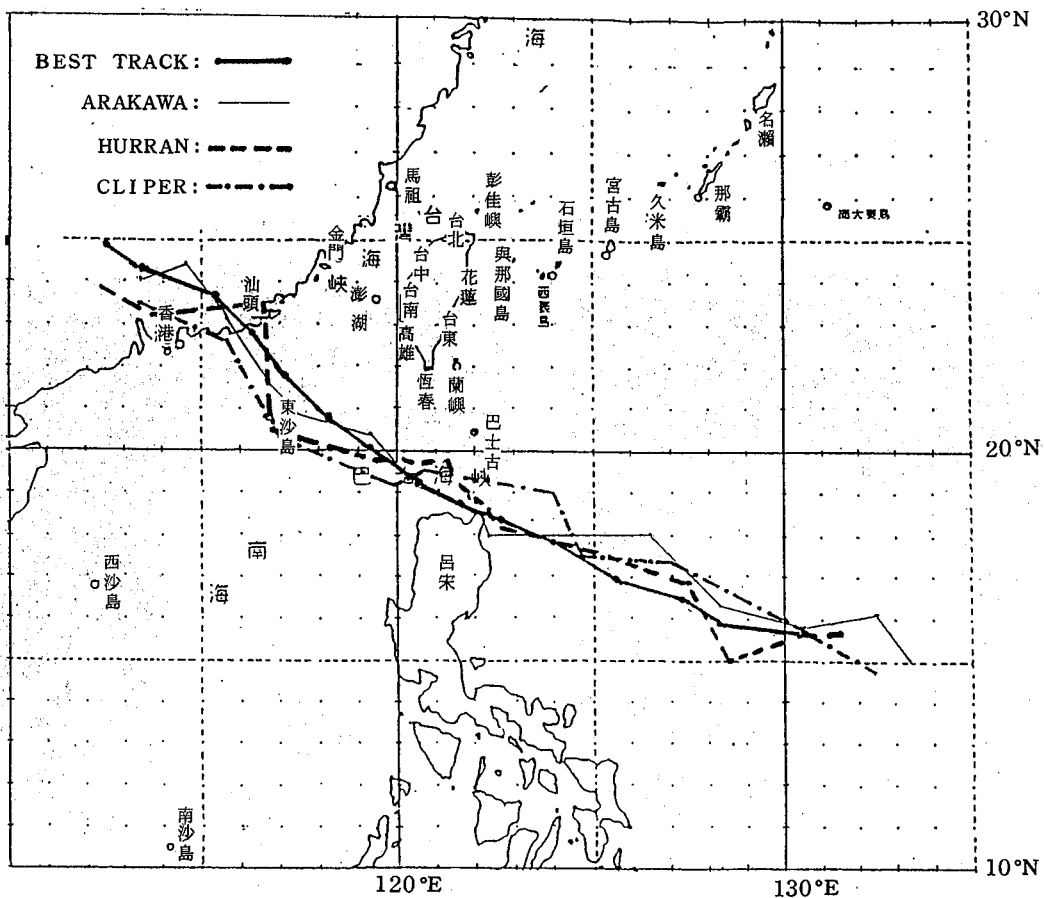 30°N
海
BEST TRACK:
ARAKAWA:
HURRAN:
CLIPER:
名瀨
馬祖
台灣海峽
彭佳嶼
台北
石垣島
宮古島
久米島
那霸
金門
澎湖
台中
花蓮
與那國島
西表島
汕頭
香港
台南
高雄
台東
恆春
蘭嶼
東沙島
巴士古
20°N
巴士海峽
南海
呂宋
西沙島
南沙島
10°N
120°E
130°E